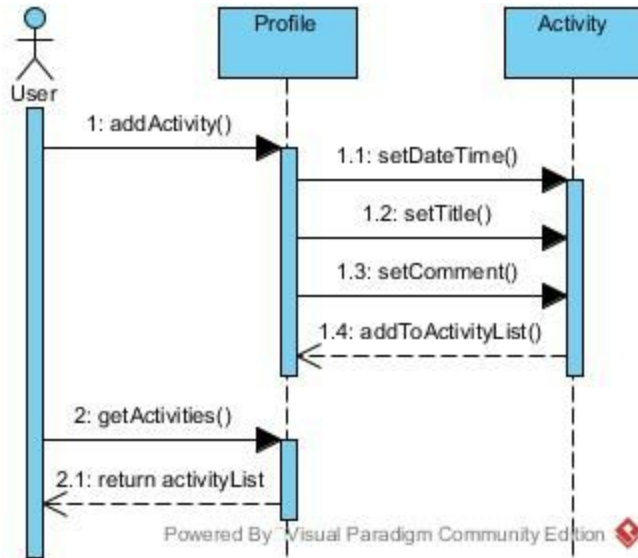 Profile
Activity
User
1: addActivity()
1.1: setDateTime()
1.2: setTitle()
1.3: setComment()
1.4: addToActivityList()
2: getActivities()
2.1: return activityList
Powered By Visual Paradigm Community Edition